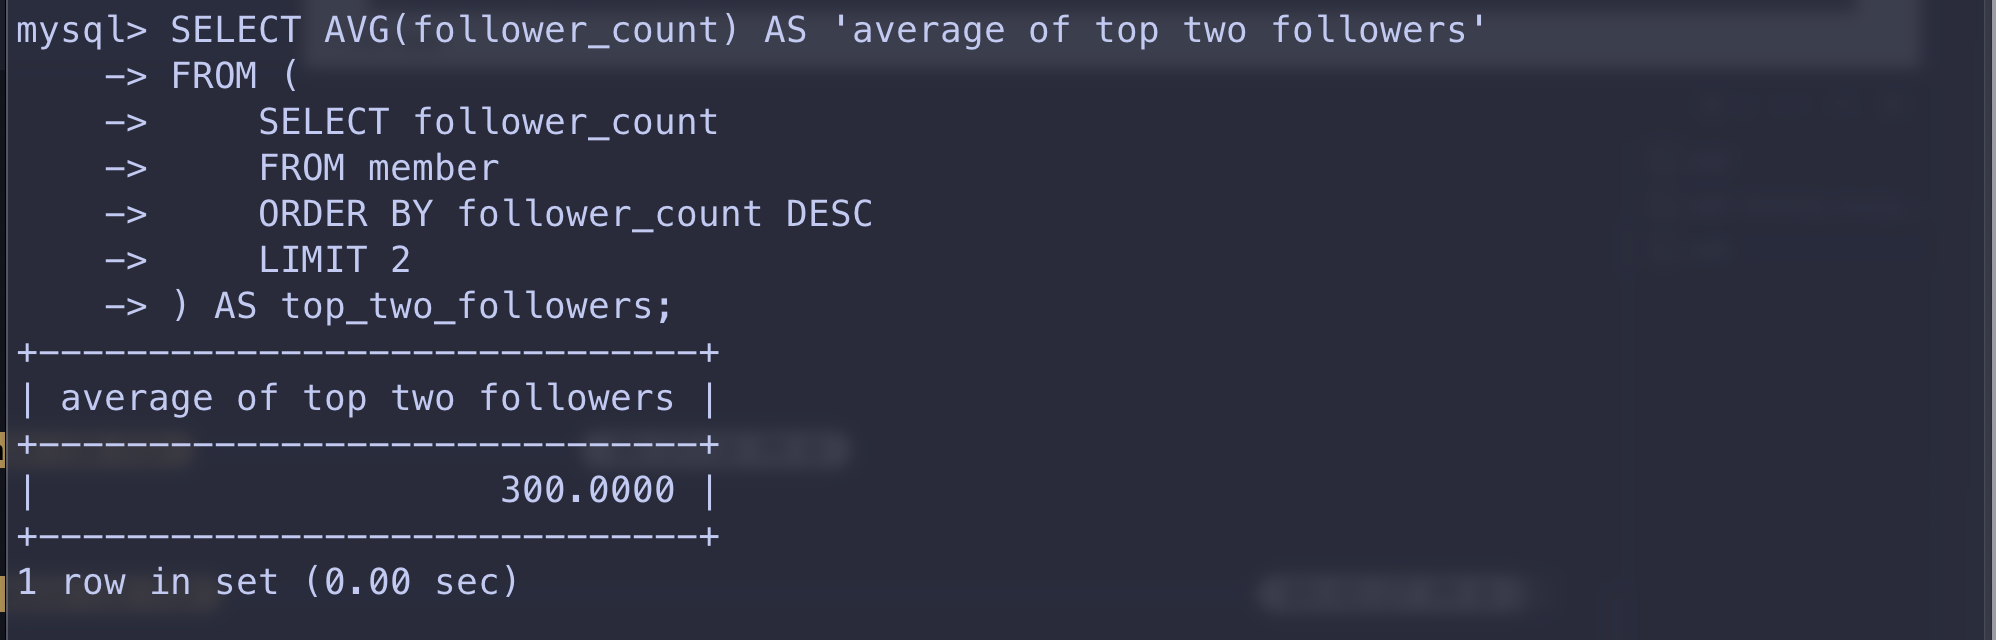 mysql> SELECT AVG(follower_count) AS 'average of top two followers'
    -> FROM (
    ->     SELECT follower_count
    ->     FROM member
    ->     ORDER BY follower_count DESC
    ->     LIMIT 2
    -> ) AS top_two_followers;
+------------------------------+
| average of top two followers |
+------------------------------+
|                     300.0000 |
+------------------------------+
1 row in set (0.00 sec)